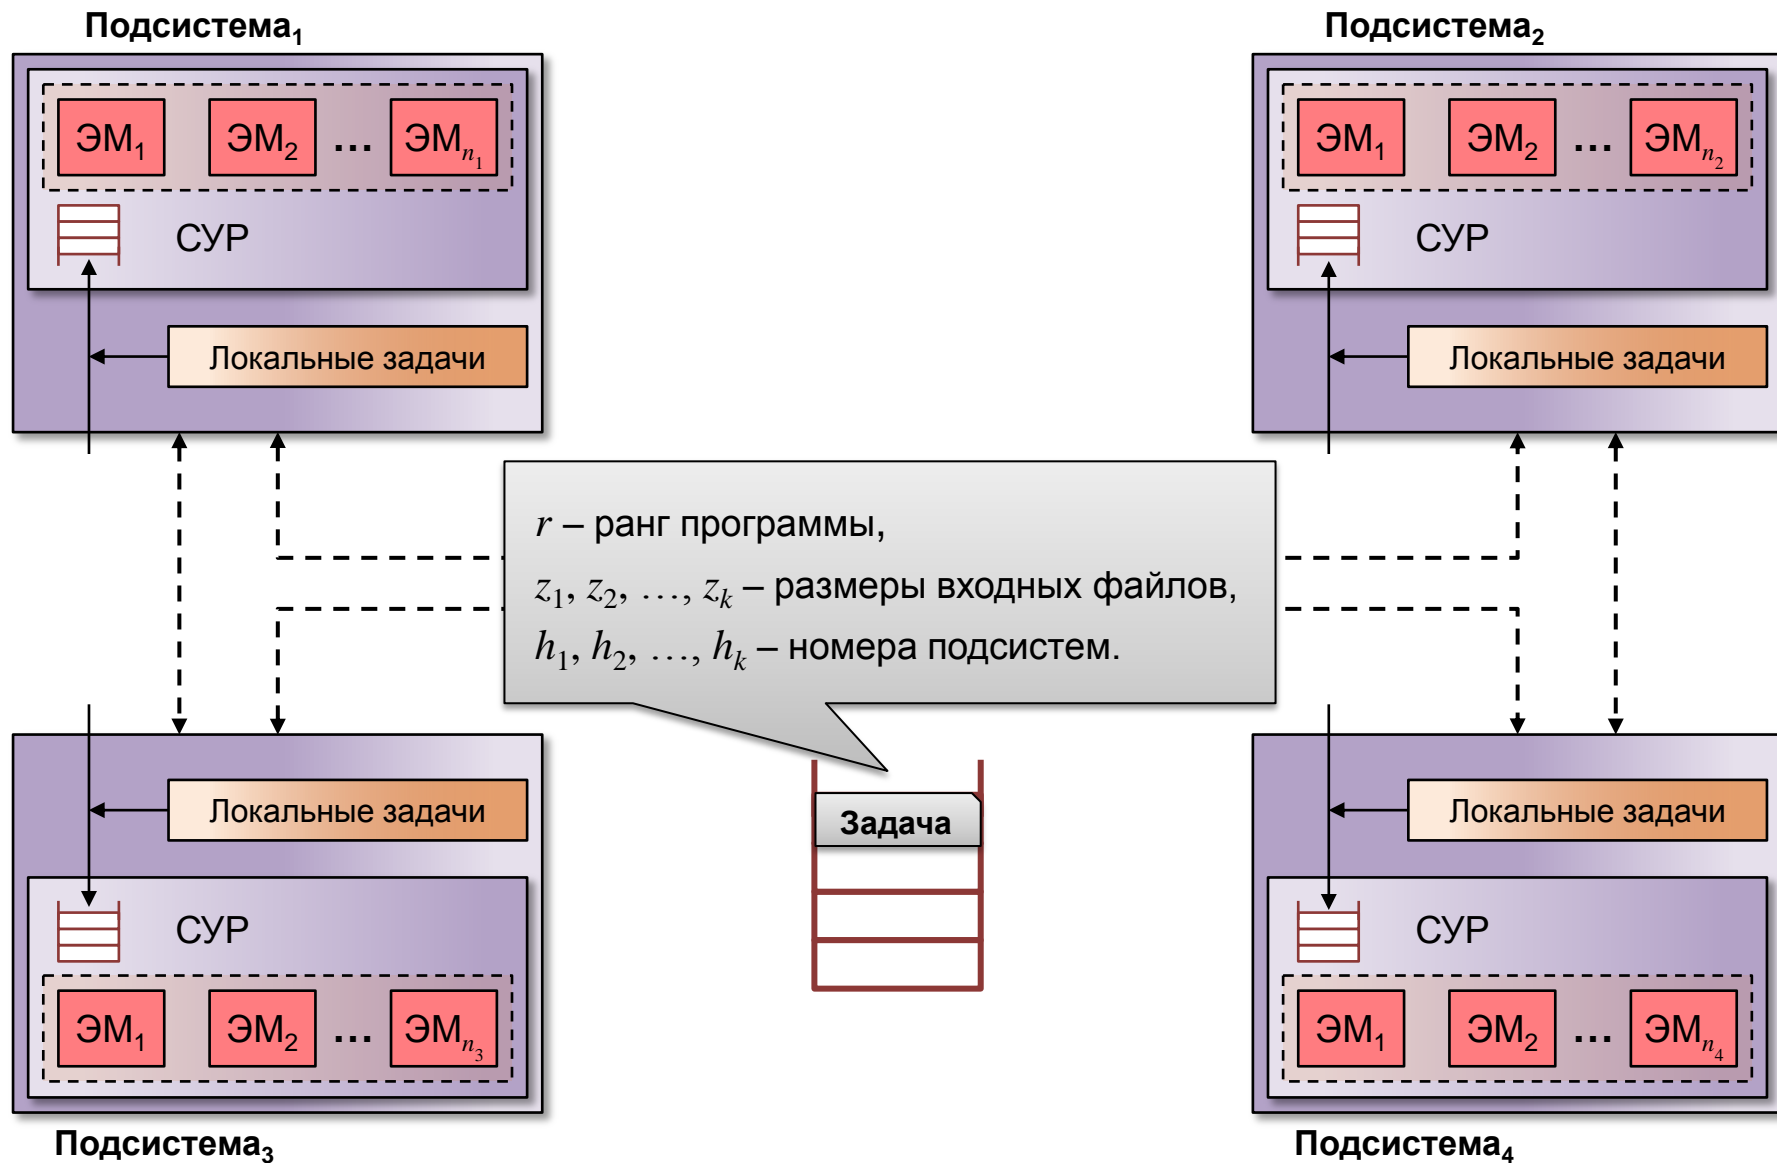 Подсистема₁
Подсистема₂
ЭМ₁ ЭМ₂ ... ЭМₙ₁
ЭМ₁ ЭМ₂ ... ЭМₙ₂
СУР
СУР
Локальные задачи
Локальные задачи
r – ранг программы,
z₁, z₂, …, zₖ – размеры входных файлов,
h₁, h₂, …, hₖ – номера подсистем.
Локальные задачи
Задача
Локальные задачи
СУР
СУР
ЭМ₁ ЭМ₂ ... ЭМₙ₃
ЭМ₁ ЭМ₂ ... ЭМₙ₄
Подсистема₃
Подсистема₄